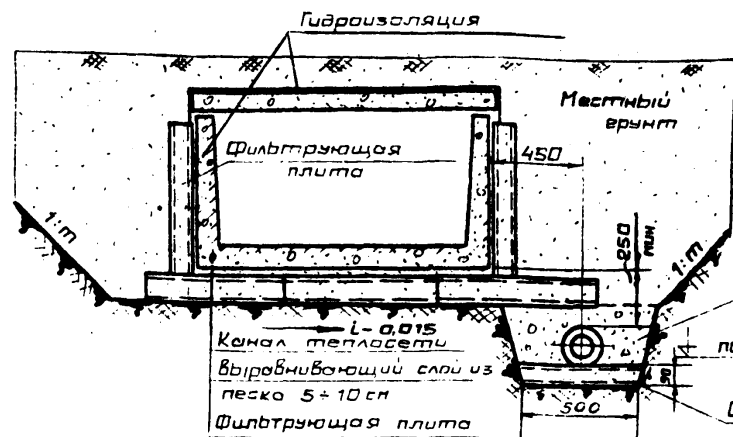 Гидроизоляция
Местный
грунт
Фильтрующая
плита
450
250
мин.
1:m
1:m
i-0,015
Канал теплосети
Выравнивающий слой из
песка 5÷10 см
Фильтрующая плита
90
500